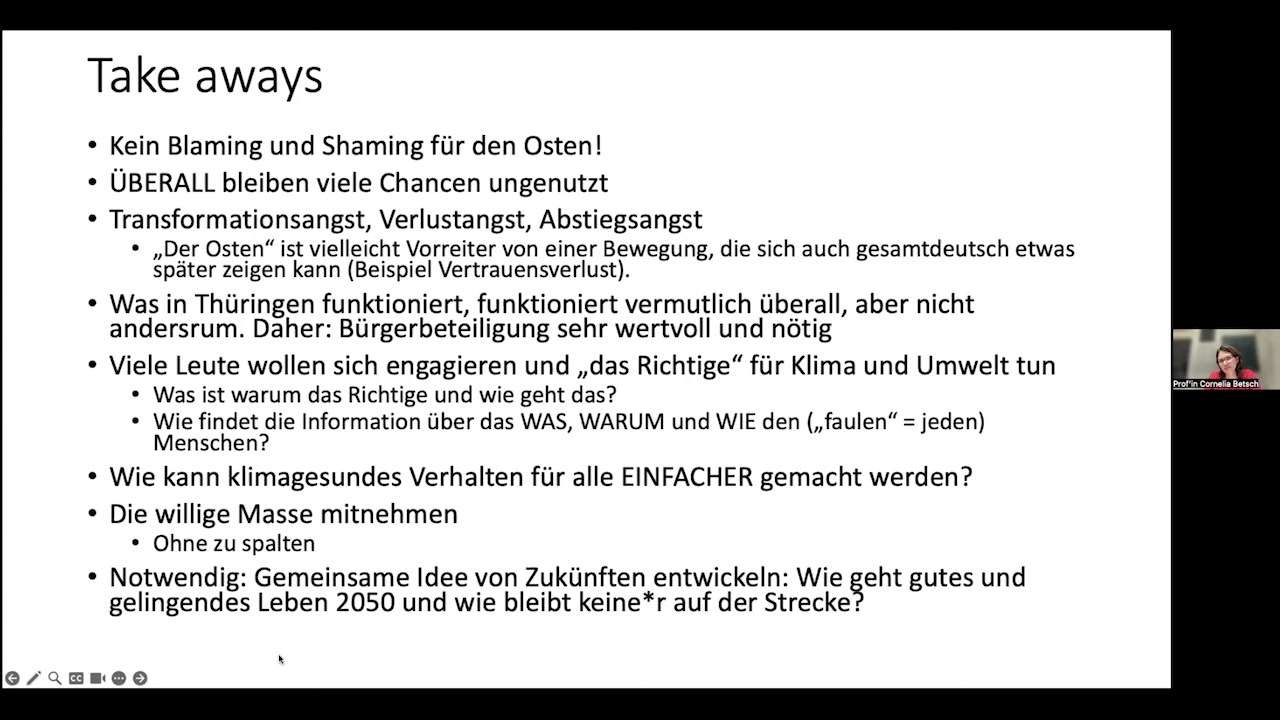 Take aways
• Kein Blaming und Shaming für den Osten!
• ÜBERALL bleiben viele Chancen ungenutzt
• Transformationsangst, Verlustangst, Abstiegsangst
• „Der Osten“ ist vielleicht Vorreiter von einer Bewegung, die sich auch gesamtdeutsch etwas
später zeigen kann (Beispiel Vertrauensverlust).
• Was in Thüringen funktioniert, funktioniert vermutlich überall, aber nicht
andersrum. Daher: Bürgerbeteiligung sehr wertvoll und nötig
• Viele Leute wollen sich engagieren und „das Richtige“ für Klima und Umwelt tun
• Was ist warum das Richtige und wie geht das?
• Wie findet die Information über das WAS, WARUM und WIE den („faulen“ = jeden)
Menschen?
• Wie kann klimagesundes Verhalten für alle EINFACHER gemacht werden?
• Die willige Masse mitnehmen
• Ohne zu spalten
• Notwendig: Gemeinsame Idee von Zukünften entwickeln: Wie geht gutes und
gelingendes Leben 2050 und wie bleibt keine*r auf der Strecke?
Prof'in Cornelia Betsch
CC